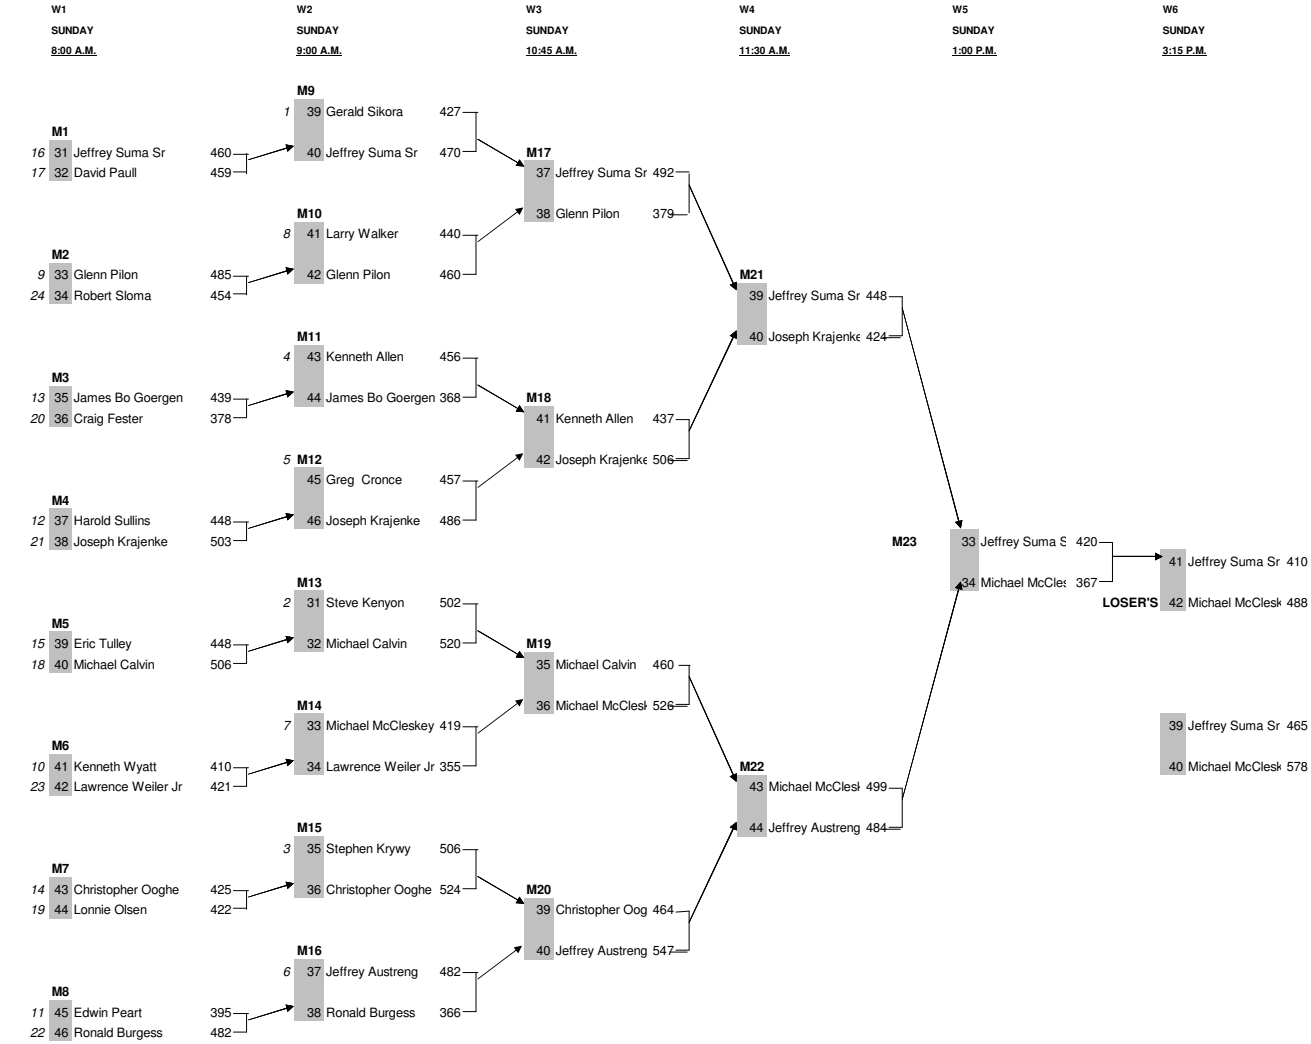 W1 W2 W3 W4 W5 W6
SUNDAY SUNDAY SUNDAY SUNDAY SUNDAY SUNDAY
8:00 A.M. 9:00 A.M. 10:45 A.M. 11:30 A.M. 1:00 P.M. 3:15 P.M.
M9
1 39 Gerald Sikora 427
M1
16 31 Jeffrey Suma Sr 460 40 Jeffrey Suma Sr 470 M17
17 32 David Paull 459 37 Jeffrey Suma Sr 492
M10 38 Glenn Pilon 379
8 41 Larry Walker 440
M2
9 33 Glenn Pilon 485 42 Glenn Pilon 460 M21
24 34 Robert Sloma 454 39 Jeffrey Suma Sr 448
M11 40 Joseph Krajenke 424
4 43 Kenneth Allen 456
M3
13 35 James Bo Goergen 439 44 James Bo Goergen 368 M18
20 36 Craig Fester 378 41 Kenneth Allen 437
5 M12 42 Joseph Krajenke 506
45 Greg Cronce 457
M4
12 37 Harold Sullins 448 46 Joseph Krajenke 486
21 38 Joseph Krajenke 503 M23 33 Jeffrey Suma S 420
41 Jeffrey Suma Sr 410
M13 34 Michael McCles 367
2 31 Steve Kenyon 502 LOSER'S 42 Michael McClesk 488
M5
15 39 Eric Tulley 448 32 Michael Calvin 520 M19
18 40 Michael Calvin 506 35 Michael Calvin 460
M14 36 Michael McClesk 526
7 33 Michael McCleskey 419 39 Jeffrey Suma Sr 465
M6
10 41 Kenneth Wyatt 410 34 Lawrence Weiler Jr 355 M22 40 Michael McClesk 578
23 42 Lawrence Weiler Jr 421 43 Michael McClesk 499
M15 44 Jeffrey Austreng 484
3 35 Stephen Krywy 506
M7
14 43 Christopher Ooghe 425 36 Christopher Ooghe 524 M20
19 44 Lonnie Olsen 422 39 Christopher Oog 464
M16 40 Jeffrey Austreng 547
6 37 Jeffrey Austreng 482
M8
11 45 Edwin Peart 395 38 Ronald Burgess 366
22 46 Ronald Burgess 482